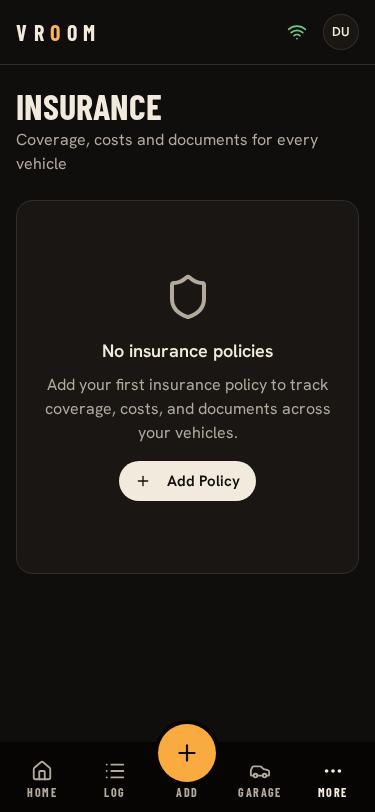 VROOM
DU
INSURANCE
Coverage, costs and documents for every
vehicle
No insurance policies
Add your first insurance policy to track
coverage, costs, and documents across
your vehicles.
Add Policy
HOME
LOG
ADD
GARAGE
MORE